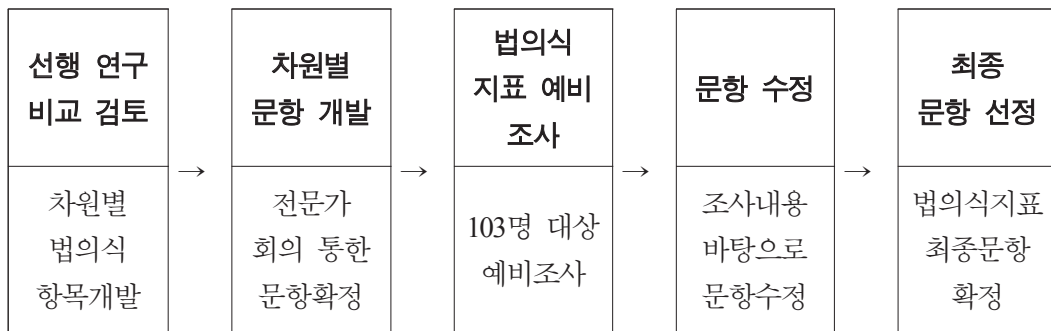 선행 연구
비교 검토
차원별
법의식
항목개발
→
차원별
문항 개발
전문가
회의 통한
문항확정
→
법의식
지표 예비
조사
103명 대상
예비조사
→
문항 수정
조사내용
바탕으로
문항수정
→
최종
문항 선정
법의식지표
최종문항
확정